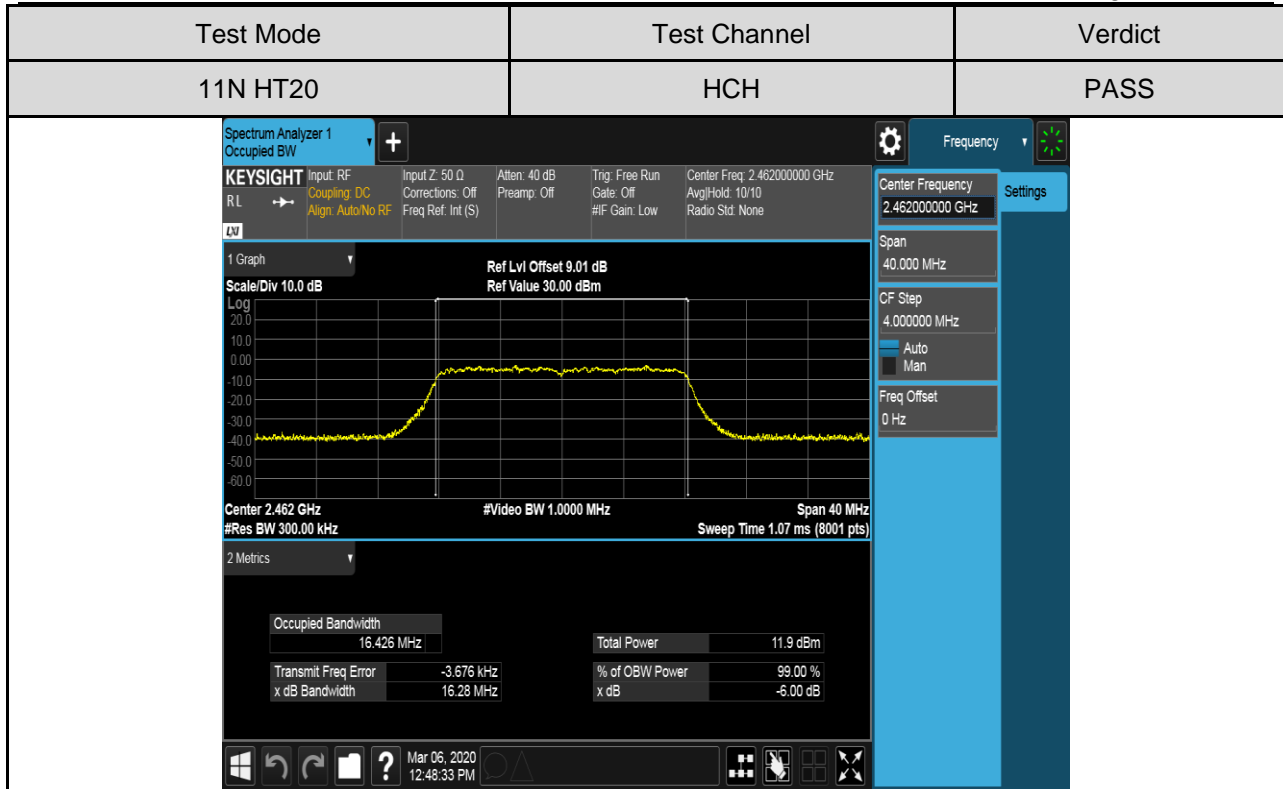 Test Mode Test Channel Verdict
11N HT20 HCH PASS
Spectrum Analyzer 1
Occupied BW
Frequency
KEYSIGHT
RL
LXI
Input: RF
Coupling: DC
Align: Auto/No RF
Input Z: 50 Ω
Corrections: Off
Freq Ref: Int (S)
Atten: 40 dB
Preamp: Off
Trig: Free Run
Gate: Off
#IF Gain: Low
Center Freq: 2.462000000 GHz
Avg|Hold: 10/10
Radio Std: None
Center Frequency
2.462000000 GHz
Settings
Span
40.000 MHz
CF Step
4.000000 MHz
Auto
Man
Freq Offset
0 Hz
1 Graph
Scale/Div 10.0 dB
Ref Lvl Offset 9.01 dB
Ref Value 30.00 dBm
Log
20.0
10.0
0.00
-10.0
-20.0
-30.0
-40.0
-50.0
-60.0
Center 2.462 GHz #Video BW 1.0000 MHz Span 40 MHz
#Res BW 300.00 kHz Sweep Time 1.07 ms (8001 pts)
2 Metrics
Occupied Bandwidth
16.426 MHz
Total Power 11.9 dBm
Transmit Freq Error -3.676 kHz
% of OBW Power 99.00 %
x dB Bandwidth 16.28 MHz
x dB -6.00 dB
?
Mar 06, 2020
12:48:33 PM